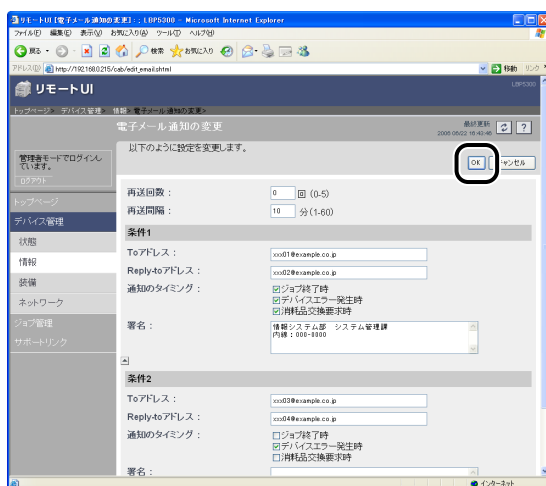 リモートUI [電子メール通知の変更] : ; LBP5300 - Microsoft Internet Explorer
ファイル(F) 編集(E) 表示(V) お気に入り(A) ツール(T) ヘルプ(H)
戻る 検索 お気に入り
アドレス(D) http://192.168.0.215/cab/edit_email.shtml 移動 リンク
リモートUI LBP5300
トップページ> デバイス管理> 情報> 電子メール通知の変更>
電子メール通知の変更 最終更新
2006 06/22 16:43:46 ?
以下のように設定を変更します。
OK キャンセル
管理者モードでログインしています。
ログアウト
トップページ
デバイス管理
状態
情報
装備
ネットワーク
ジョブ管理
サポートリンク
再送回数: 0 回 (0-5)
再送間隔: 10 分(1-60)
条件1
Toアドレス: xxx01@example.co.jp
Reply-toアドレス: xxx02@example.co.jp
通知のタイミング: ジョブ終了時
デバイスエラー発生時
消耗品交換要求時
署名: 情報システム部 システム管理課
内線:000-0000
条件2
Toアドレス: xxx03@example.co.jp
Reply-toアドレス: xxx04@example.co.jp
通知のタイミング: ジョブ終了時
デバイスエラー発生時
消耗品交換要求時
署名:
インターネット